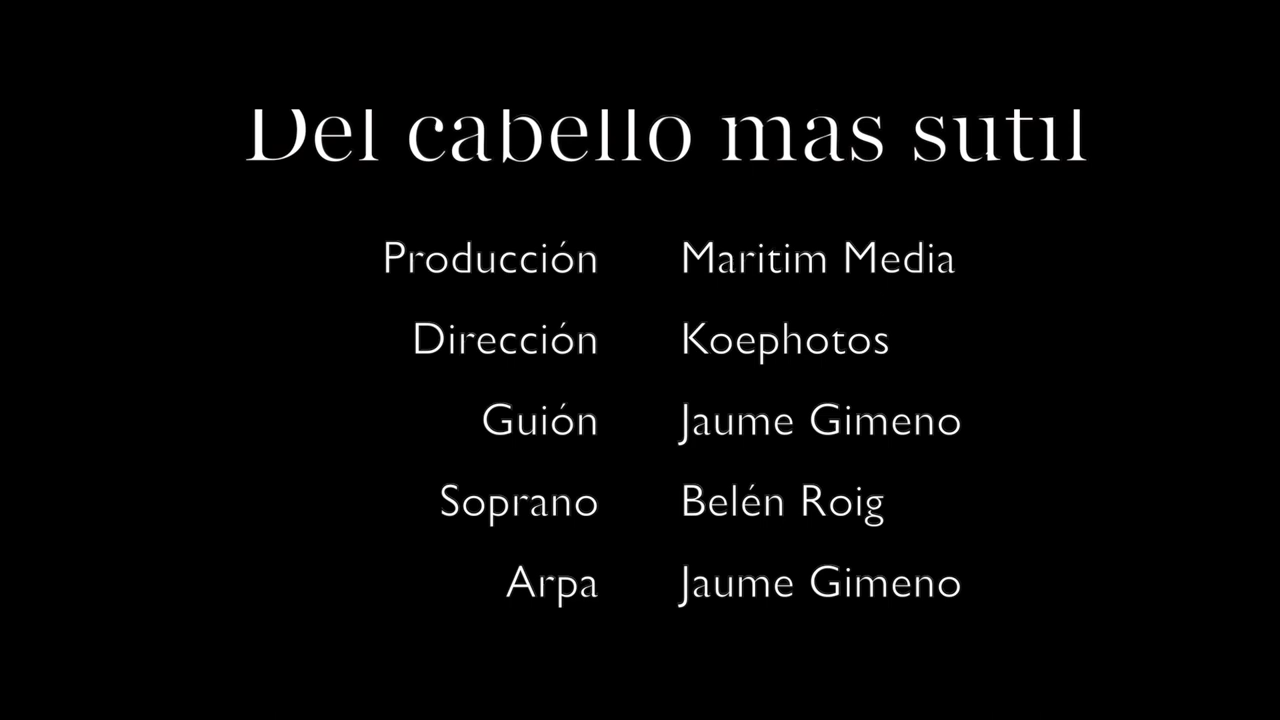 Del cabello mas sutil
Producción Maritim Media
Dirección Koephotos
Guión Jaume Gimeno
Soprano Belén Roig
Arpa Jaume Gimeno